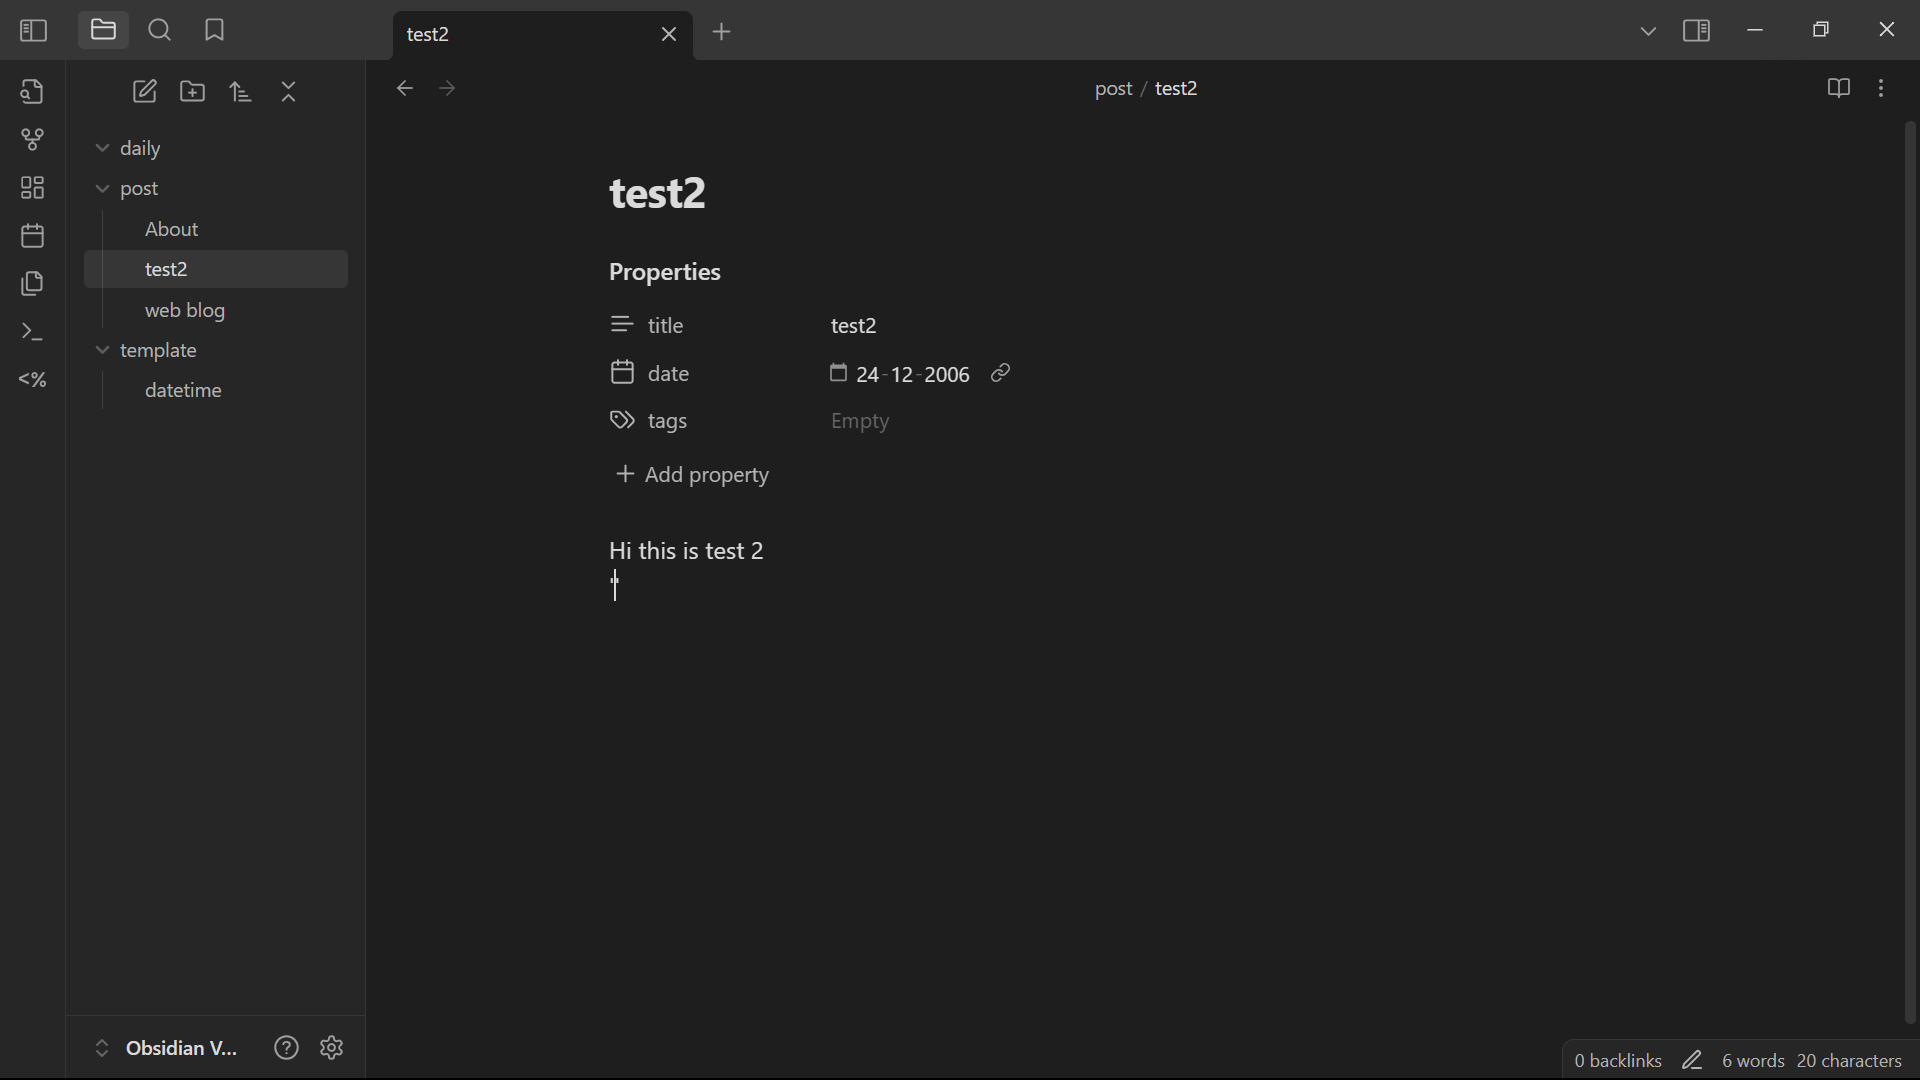 test2
post / test2
daily
post
About
test2
web blog
template
datetime
<%
test2
Properties
title test2
date 24-12-2006
tags Empty
+ Add property
Hi this is test 2
Obsidian V...
0 backlinks 6 words 20 characters